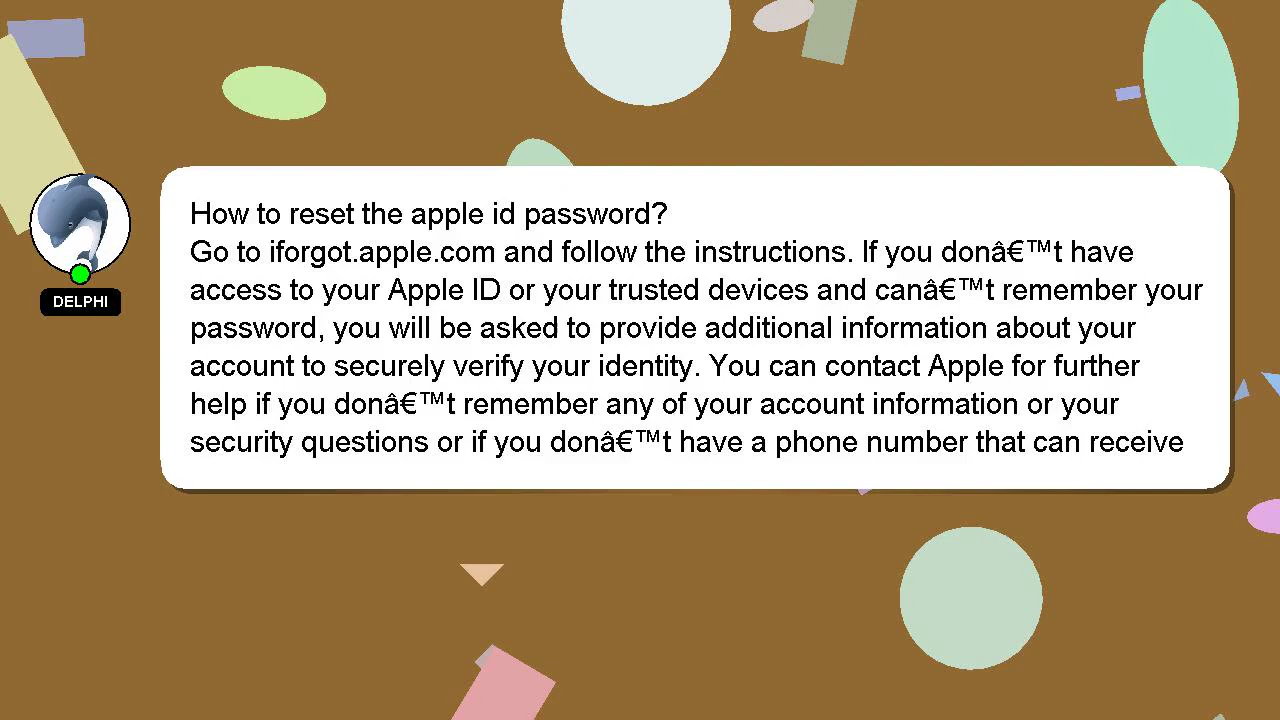 How to reset the apple id password?
Go to iforgot.apple.com and follow the instructions. If you donâ€™t have
access to your Apple ID or your trusted devices and canâ€™t remember your
password, you will be asked to provide additional information about your
account to securely verify your identity. You can contact Apple for further
help if you donâ€™t remember any of your account information or your
security questions or if you donâ€™t have a phone number that can receive
DELPHI